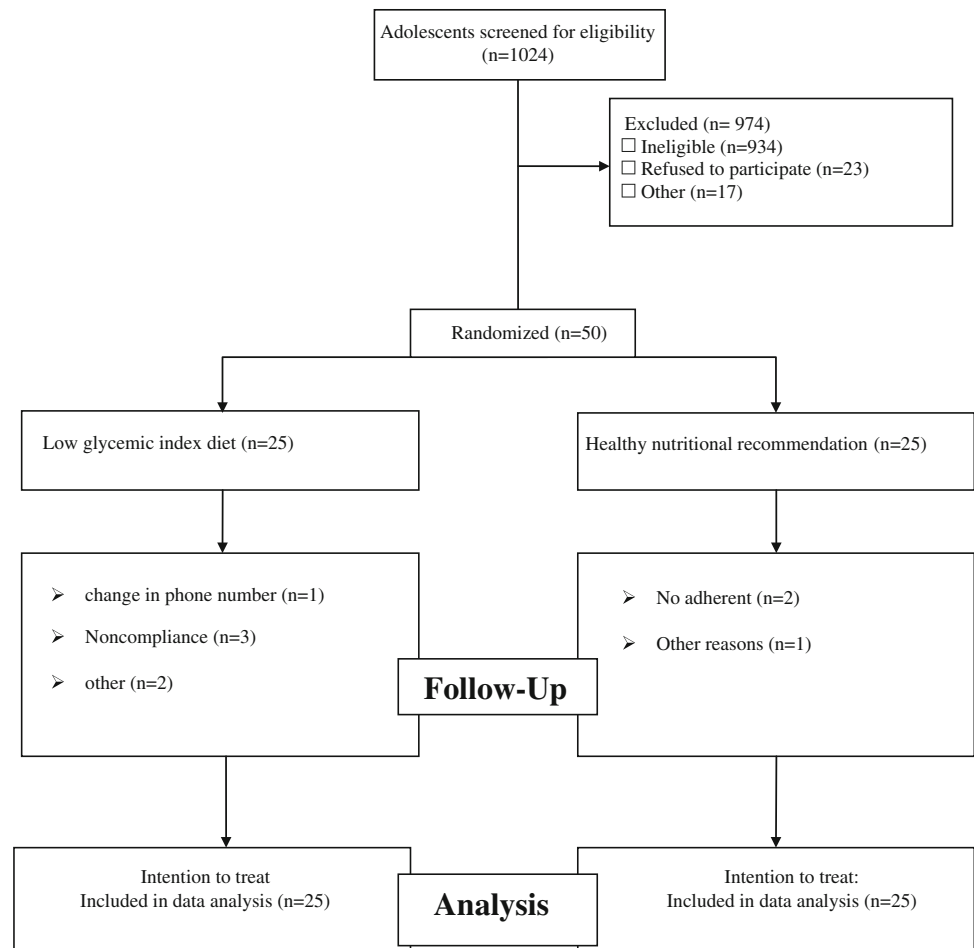 Adolescents screened for eligibility
(n=1024)
Excluded (n= 974)
☐ Ineligible (n=934)
☐ Refused to participate (n=23)
☐ Other (n=17)
Randomized (n=50)
Low glycemic index diet (n=25)
Healthy nutritional recommendation (n=25)
➢ change in phone number (n=1)
➢ Noncompliance (n=3)
➢ other (n=2)
➢ No adherent (n=2)
➢ Other reasons (n=1)
Follow-Up
Intention to treat
Included in data analysis (n=25)
Analysis
Intention to treat:
Included in data analysis (n=25)